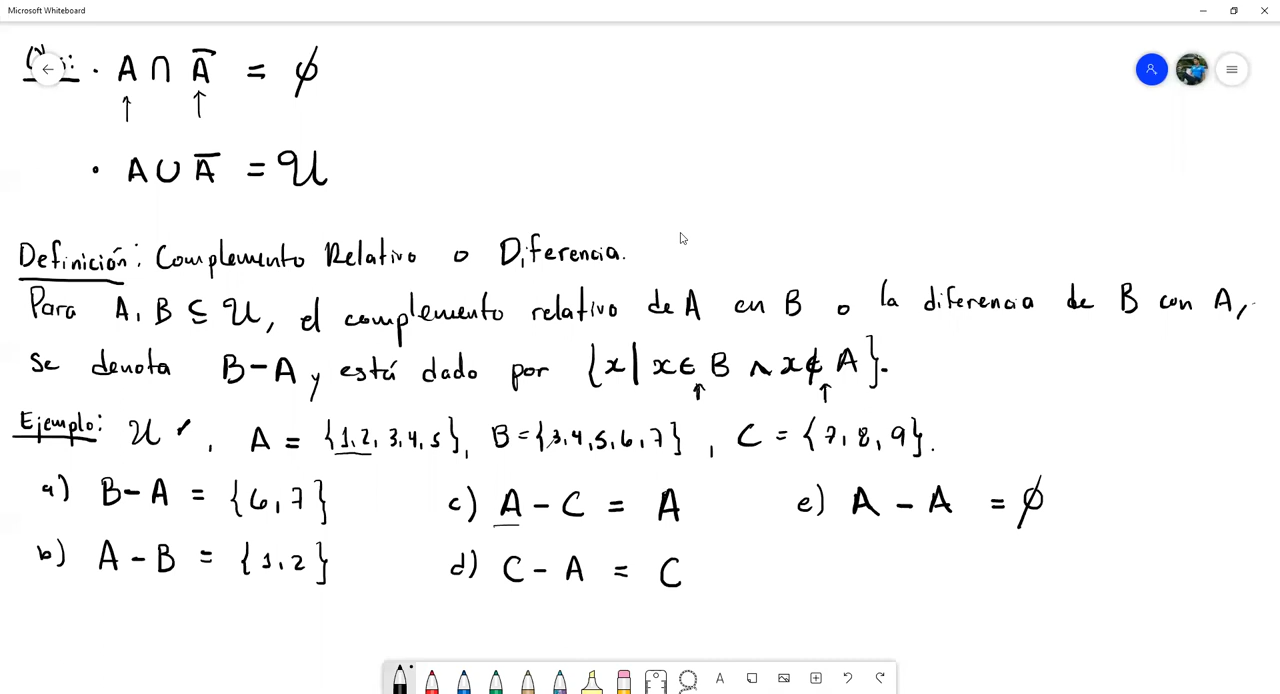 Microsoft Whiteboard
· A ∩ A̅ = ∅
· A ∪ A̅ = 𝒰
Definición: Complemento Relativo o Diferencia.
Para A, B ⊆ 𝒰, el complemento relativo de A en B o la diferencia de B con A,
se denota B - A y está dado por {x | x ∈ B ∧ x ∉ A}.
Ejemplo: 𝒰 , A = {1,2,3,4,5}, B = {3,4,5,6,7}, C = {7,8,9}.
a) B - A = {6,7} c) A - C = A e) A - A = ∅
b) A - B = {1,2} d) C - A = C